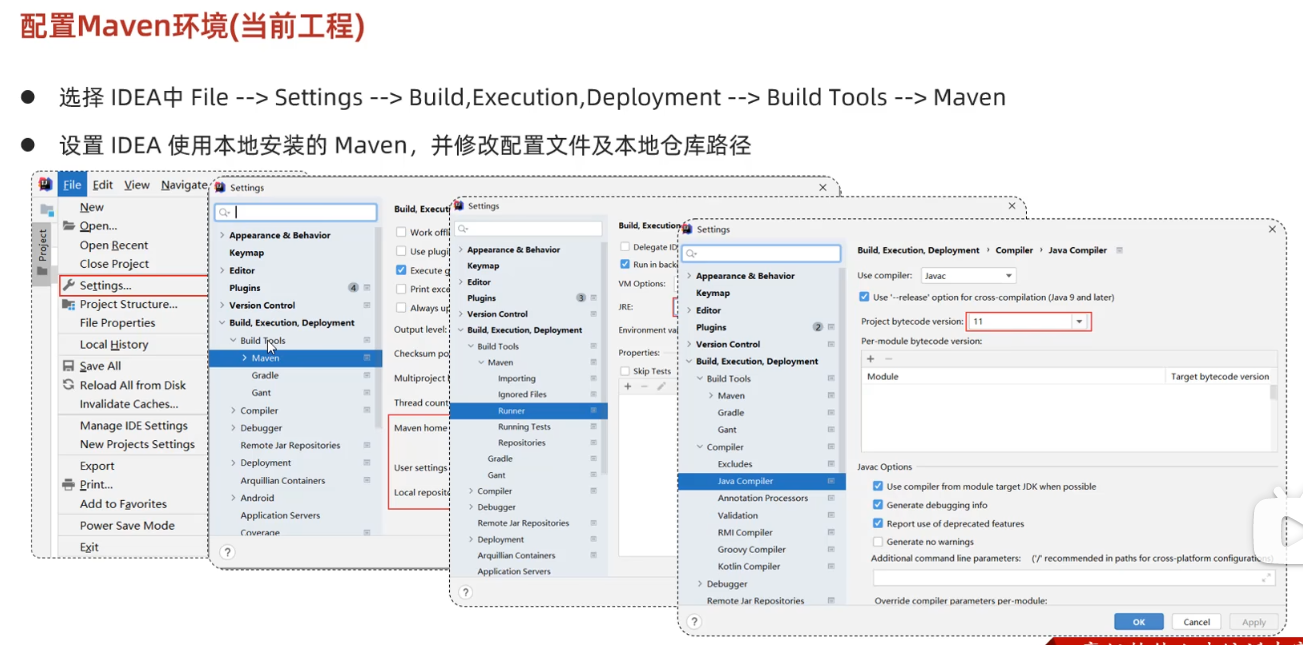 配置Maven环境(当前工程)
● 选择 IDEA中 File --> Settings --> Build,Execution,Deployment --> Build Tools --> Maven
● 设置 IDEA 使用本地安装的 Maven，并修改配置文件及本地仓库路径
File Edit View Navigate
Project
New
Open...
Open Recent
Close Project
Settings...
Project Structure...
File Properties
Local History
Save All
Reload All from Disk
Invalidate Caches...
Manage IDE Settings
New Projects Settings
Export
Print...
Add to Favorites
Power Save Mode
Exit
Settings
Appearance & Behavior
Keymap
Editor
Plugins 4
Version Control
Build, Execution, Deployment
Build Tools
Maven
Gradle
Gant
Compiler
Debugger
Remote Jar Repositories
Deployment
Arquillian Containers
Android
Application Servers
Coverage
?
Build, Execut
Work offl
Use plugi
Execute g
Print exce
Always up
Output level:
Checksum po
Multiproject
Thread count
Maven home
User settings
Local reposit
Settings
Appearance & Behavior
Keymap
Editor
Plugins 3
Version Control
Build, Execution, Deployment
Build Tools
Maven
Importing
Ignored Files
Runner
Running Tests
Repositories
Gradle
Gant
Compiler
Debugger
Remote Jar Repositories
Deployment
Arquillian Containers
Application Servers
?
Build, Execution
Delegate ID
Run in back
VM Options:
JRE:
Environment va
Properties:
Skip Tests
Settings
Appearance & Behavior
Keymap
Editor
Plugins 2
Version Control
Build, Execution, Deployment
Build Tools
Maven
Gradle
Gant
Compiler
Excludes
Java Compiler
Annotation Processors
Validation
RMI Compiler
Groovy Compiler
Kotlin Compiler
Debugger
Remote Jar Repositories
?
Build, Execution, Deployment › Compiler › Java Compiler
Use compiler: Javac
Use '--release' option for cross-compilation (Java 9 and later)
Project bytecode version: 11
Per-module bytecode version:
Module Target bytecode version
Javac Options
Use compiler from module target JDK when possible
Generate debugging info
Report use of deprecated features
Generate no warnings
Additional command line parameters: ('/' recommended in paths for cross-platform configurations)
Override compiler parameters per-module:
OK Cancel Apply